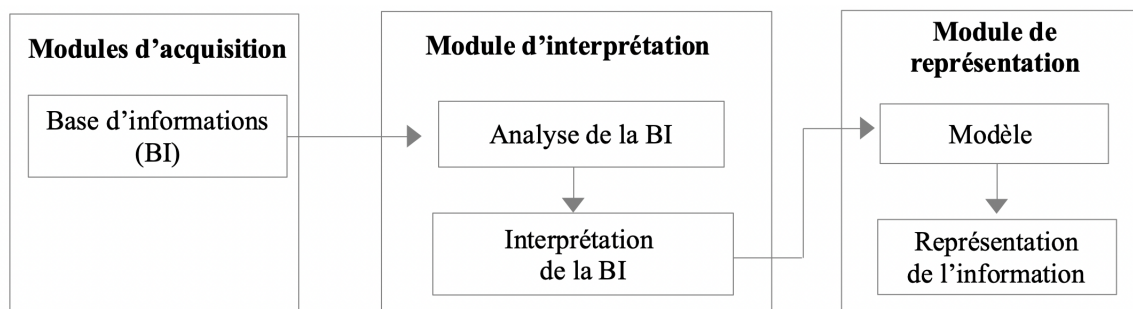 Modules d’acquisition
Base d’informations
(BI)
Module d’interprétation
Analyse de la BI
Interprétation
de la BI
Module de
représentation
Modèle
Représentation
de l’information